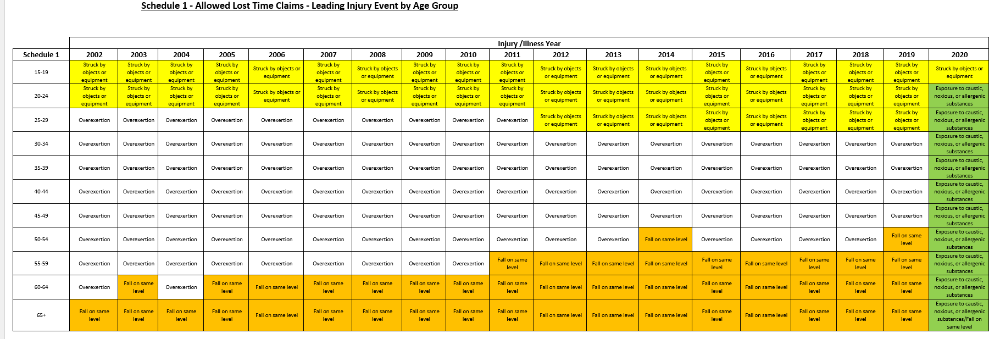 Schedule 1 - Allowed Lost Time Claims - Leading Injury Event by Age Group
Injury /Illness Year
Schedule 1 2002 2003 2004 2005 2006 2007 2008 2009 2010 2011 2012 2013 2014 2015 2016 2017 2018 2019 2020
15-19 Struck by objects or equipment Struck by objects or equipment Struck by objects or equipment Struck by objects or equipment Struck by objects or equipment Struck by objects or equipment Struck by objects or equipment Struck by objects or equipment Struck by objects or equipment Struck by objects or equipment Struck by objects or equipment Struck by objects or equipment Struck by objects or equipment Struck by objects or equipment Struck by objects or equipment Struck by objects or equipment Struck by objects or equipment Struck by objects or equipment Struck by objects or equipment
20-24 Struck by objects or equipment Struck by objects or equipment Struck by objects or equipment Struck by objects or equipment Struck by objects or equipment Struck by objects or equipment Struck by objects or equipment Struck by objects or equipment Struck by objects or equipment Struck by objects or equipment Struck by objects or equipment Struck by objects or equipment Struck by objects or equipment Struck by objects or equipment Struck by objects or equipment Struck by objects or equipment Struck by objects or equipment Struck by objects or equipment Exposure to caustic, noxious, or allergenic substances
25-29 Overexertion Overexertion Overexertion Overexertion Overexertion Overexertion Overexertion Overexertion Overexertion Overexertion Struck by objects or equipment Struck by objects or equipment Struck by objects or equipment Struck by objects or equipment Struck by objects or equipment Struck by objects or equipment Struck by objects or equipment Struck by objects or equipment Exposure to caustic, noxious, or allergenic substances
30-34 Overexertion Overexertion Overexertion Overexertion Overexertion Overexertion Overexertion Overexertion Overexertion Overexertion Overexertion Overexertion Overexertion Overexertion Overexertion Overexertion Overexertion Overexertion Exposure to caustic, noxious, or allergenic substances
35-39 Overexertion Overexertion Overexertion Overexertion Overexertion Overexertion Overexertion Overexertion Overexertion Overexertion Overexertion Overexertion Overexertion Overexertion Overexertion Overexertion Overexertion Overexertion Exposure to caustic, noxious, or allergenic substances
40-44 Overexertion Overexertion Overexertion Overexertion Overexertion Overexertion Overexertion Overexertion Overexertion Overexertion Overexertion Overexertion Overexertion Overexertion Overexertion Overexertion Overexertion Overexertion Exposure to caustic, noxious, or allergenic substances
45-49 Overexertion Overexertion Overexertion Overexertion Overexertion Overexertion Overexertion Overexertion Overexertion Overexertion Overexertion Overexertion Overexertion Overexertion Overexertion Overexertion Overexertion Overexertion Exposure to caustic, noxious, or allergenic substances
50-54 Overexertion Overexertion Overexertion Overexertion Overexertion Overexertion Overexertion Overexertion Overexertion Overexertion Overexertion Overexertion Fall on same level Overexertion Overexertion Overexertion Overexertion Fall on same level Exposure to caustic, noxious, or allergenic substances
55-59 Overexertion Overexertion Overexertion Overexertion Overexertion Overexertion Overexertion Overexertion Overexertion Fall on same level Fall on same level Fall on same level Fall on same level Fall on same level Fall on same level Fall on same level Fall on same level Fall on same level Exposure to caustic, noxious, or allergenic substances
60-64 Overexertion Fall on same level Overexertion Fall on same level Fall on same level Fall on same level Fall on same level Fall on same level Fall on same level Fall on same level Fall on same level Fall on same level Fall on same level Fall on same level Fall on same level Fall on same level Fall on same level Fall on same level Exposure to caustic, noxious, or allergenic substances
65+ Fall on same level Fall on same level Fall on same level Fall on same level Fall on same level Fall on same level Fall on same level Fall on same level Fall on same level Fall on same level Fall on same level Fall on same level Fall on same level Fall on same level Fall on same level Fall on same level Fall on same level Fall on same level Exposure to caustic, noxious, or allergenic substances/Fall on same level